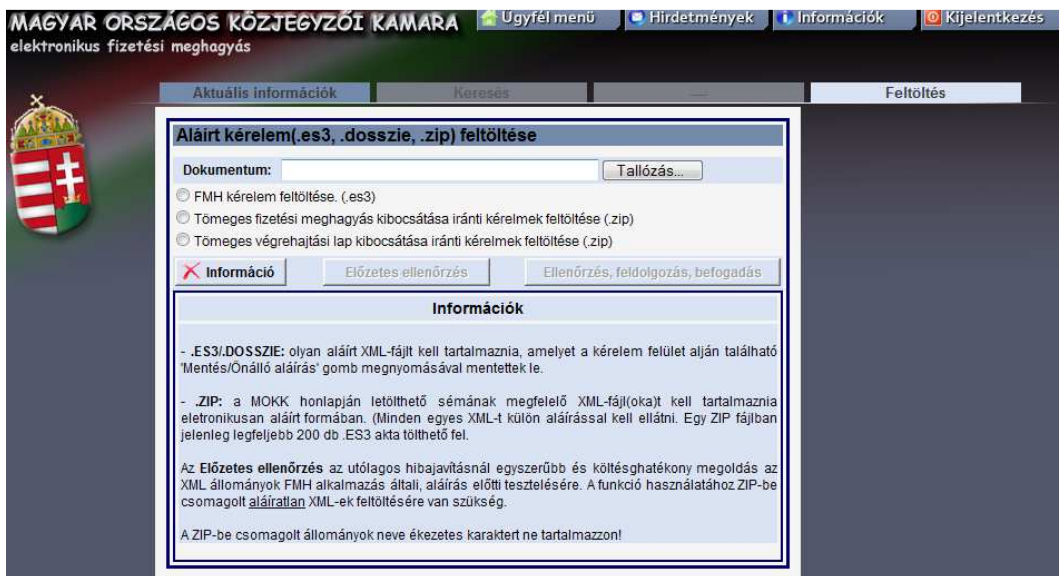 MAGYAR ORSZÁGOS KÖZJEGYZŐI KAMARA
elektronikus fizetési meghagyás
Ügyfél menü
Hirdetmények
Információk
Kijelentkezés
Aktuális információk
Keresés
---
Feltöltés
Aláírt kérelem(.es3, .dosszie, .zip) feltöltése
Dokumentum:
Tallózás...
FMH kérelem feltöltése. (.es3)
Tömeges fizetési meghagyás kibocsátása iránti kérelmek feltöltése (.zip)
Tömeges végrehajtási lap kibocsátása iránti kérelmek feltöltése (.zip)
Információ
Előzetes ellenőrzés
Ellenőrzés, feldolgozás, befogadás
Információk
- .ES3/.DOSSZIE: olyan aláírt XML-fájlt kell tartalmaznia, amelyet a kérelem felület alján található
'Mentés/Önálló aláírás' gomb megnyomásával mentettek le.
- .ZIP: a MOKK honlapján letölthető sémának megfelelő XML-fájl(oka)t kell tartalmaznia
eletronikusan aláírt formában. (Minden egyes XML-t külön aláírással kell ellátni. Egy ZIP fájlban
jelenleg legfeljebb 200 db .ES3 akta tölthető fel.
Az Előzetes ellenőrzés az utólagos hibajavításnál egyszerűbb és költésghatékony megoldás az
XML állományok FMH alkalmazás általi, aláírás előtti tesztelésére. A funkció használatához ZIP-be
csomagolt aláíratlan XML-ek feltöltésére van szükség.
A ZIP-be csomagolt állományok neve ékezetes karaktert ne tartalmazzon!